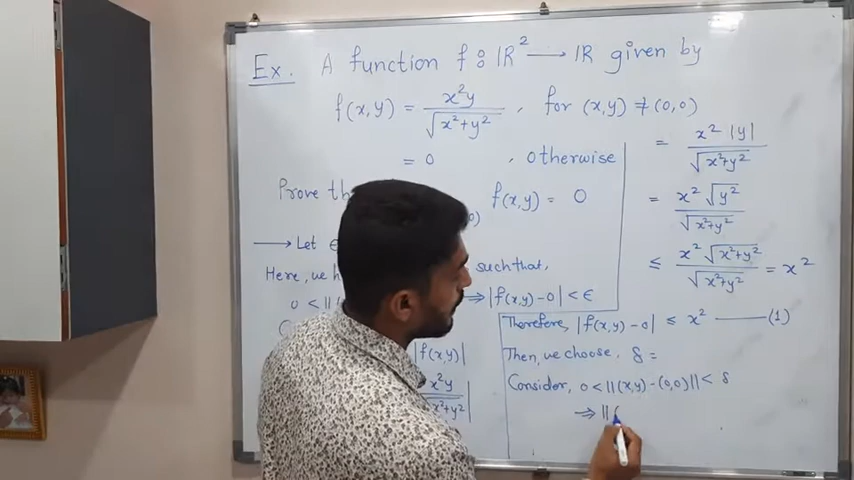 Ex. A function f : IR² → IR given by
f(x,y) = x²y / √x²+y² , for (x,y) ≠ (0,0)
= 0 , otherwise
Prove f(x,y) = 0
→ Let
Here, we such that,
0 < || ⇒ |f(x,y)-0| < ε
|f(x,y)|
x²y
x²+y²
= x² |y| / √x²+y²
= x² √y² / √x²+y²
≤ x² √x²+y² / √x²+y² = x²
Therefore, |f(x,y)-0| ≤ x² —— (1)
Then, we choose, δ =
Consider, 0 < ||(x,y)-(0,0)|| < δ
⇒ ||(